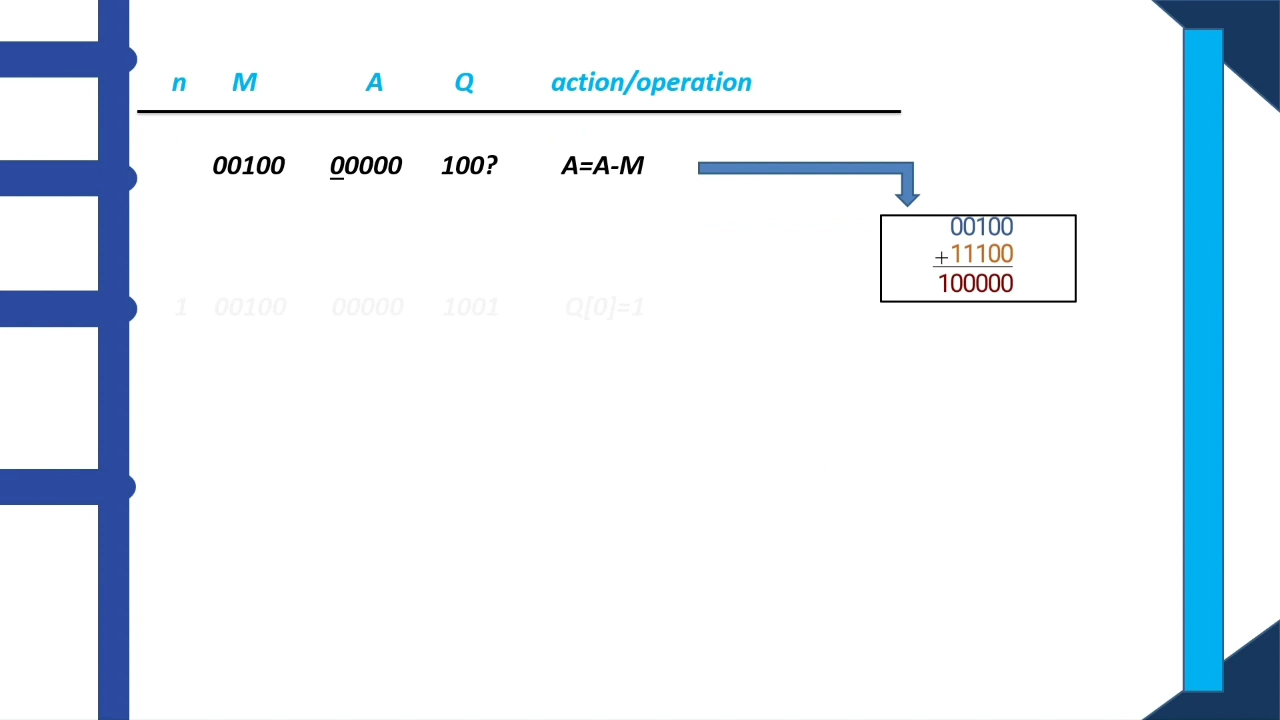 n M A Q action/operation
00100 00000 100? A=A-M
00100
+11100
100000
1 00100 00000 1001 Q[0]=1